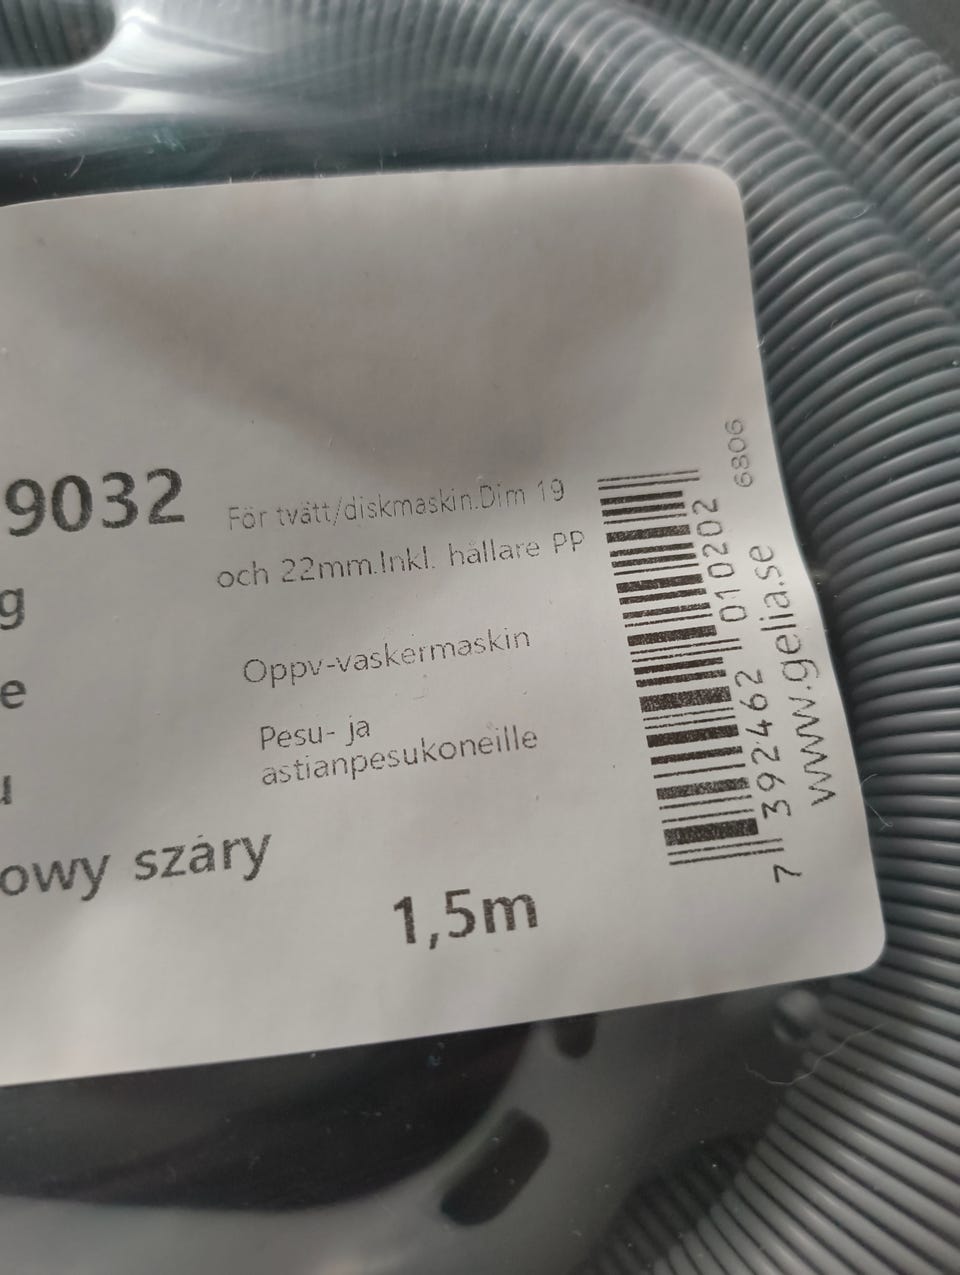 9032
g
e
u
owy száry
För tvätt/diskmaskin.Dim 19
och 22mm.Inkl. hållare PP
Oppv-vaskermaskin
Pesu- ja
astianpesukoneille
1,5m
7 392462 010202
6806
www.gelia.se